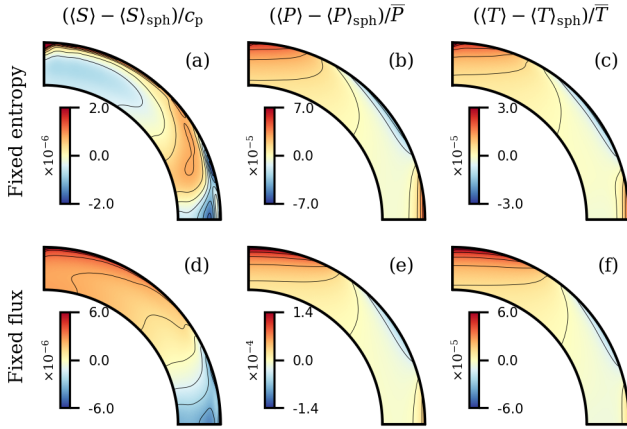 (⟨S⟩ − ⟨S⟩sph)/cp (⟨P⟩ − ⟨P⟩sph)/P̅ (⟨T⟩ − ⟨T⟩sph)/T̅
Fixed entropy
(a) (b) (c)
×10⁻⁶ 2.0 0.0 -2.0
×10⁻⁵ 7.0 0.0 -7.0
×10⁻⁵ 3.0 0.0 -3.0
Fixed flux
(d) (e) (f)
×10⁻⁶ 6.0 0.0 -6.0
×10⁻⁴ 1.4 0.0 -1.4
×10⁻⁵ 6.0 0.0 -6.0